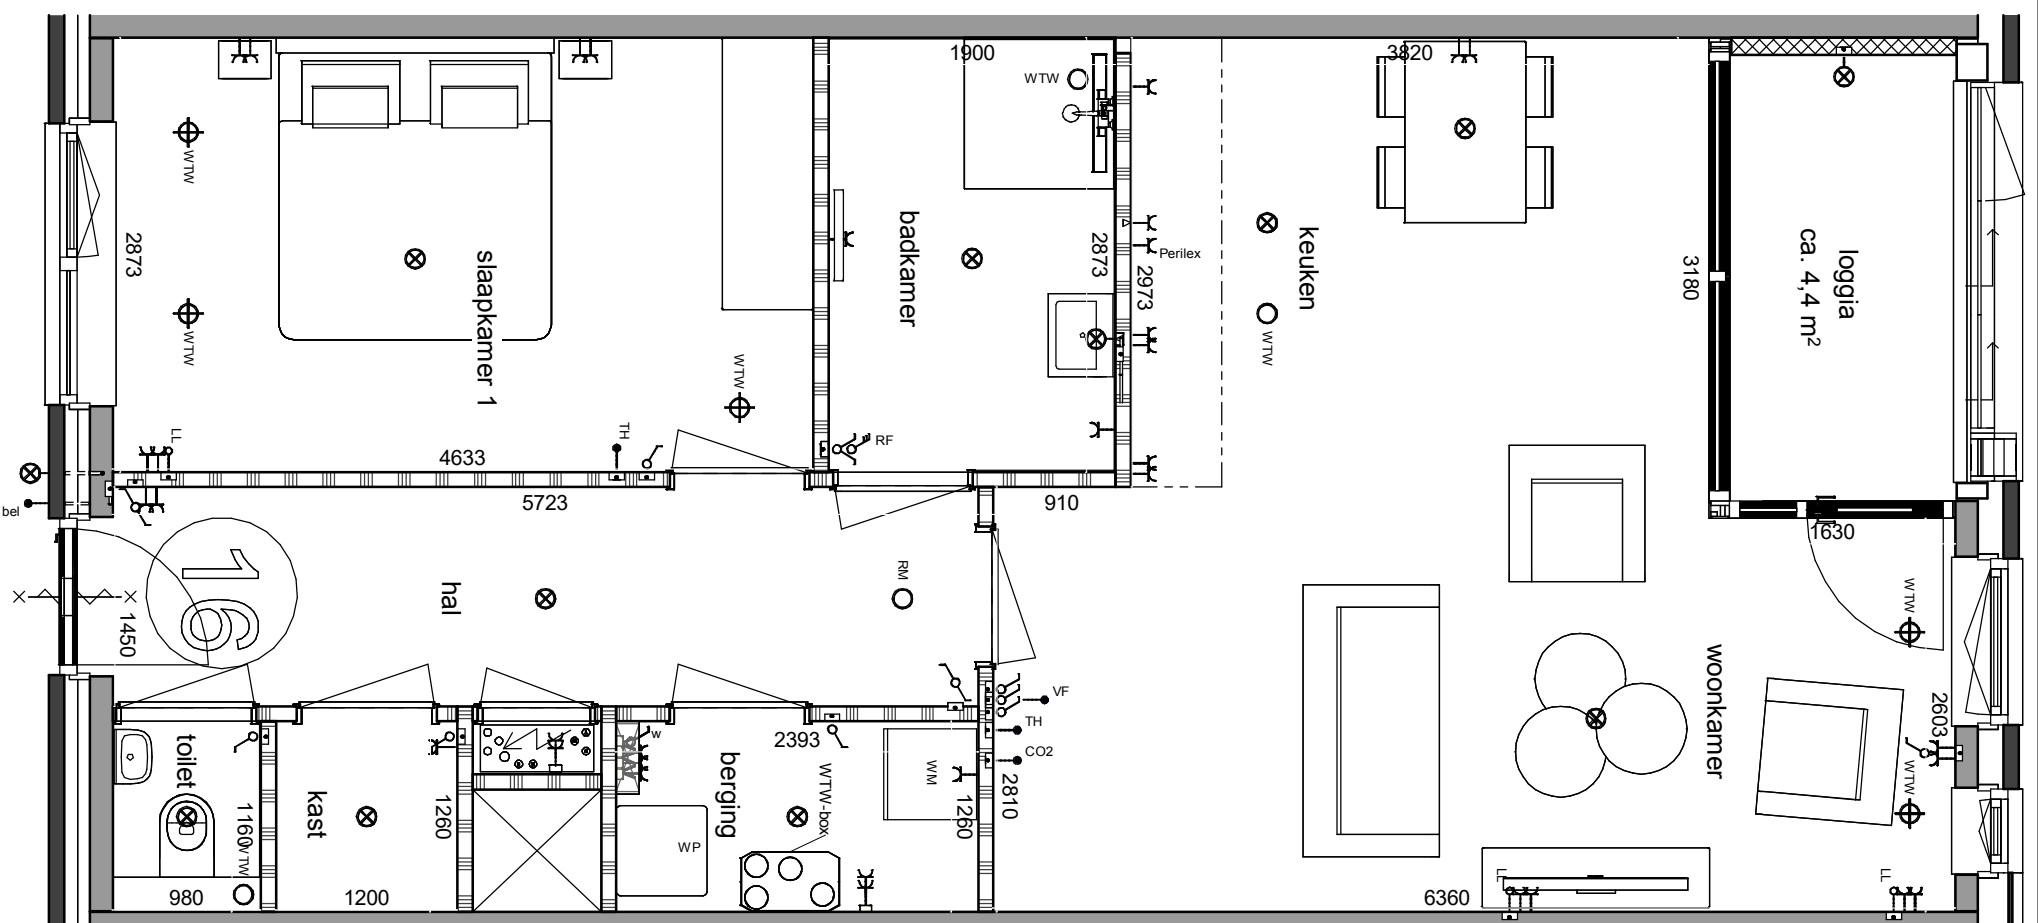 1900
3820
WTW
WTW
2873
slaapkamer 1
badkamer
2873
2973
Perilex
keuken
3180
loggia
ca. 4,4 m²
WTW
WTW
WTW
LL
TH
RF
4633
5723
910
1630
bel
16
1450
hal
RM
WTW
woonkamer
2603
VF
TH
CO2
toilet
w
2393
WTW
1160
WTW
kast
1260
berging
WTW-box
WM
1260
2810
WP
980
1200
6360
LL
LL